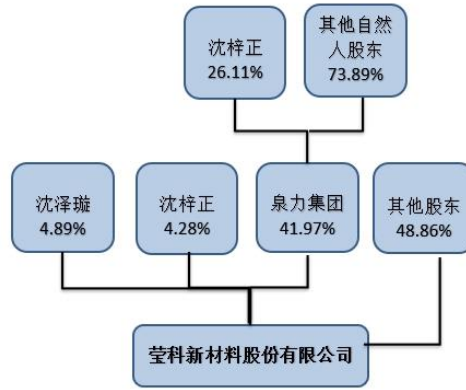 沈梓正
26.11%
其他自然
人股东
73.89%
沈泽璇
4.89%
沈梓正
4.28%
泉力集团
41.97%
其他股东
48.86%
莹科新材料股份有限公司